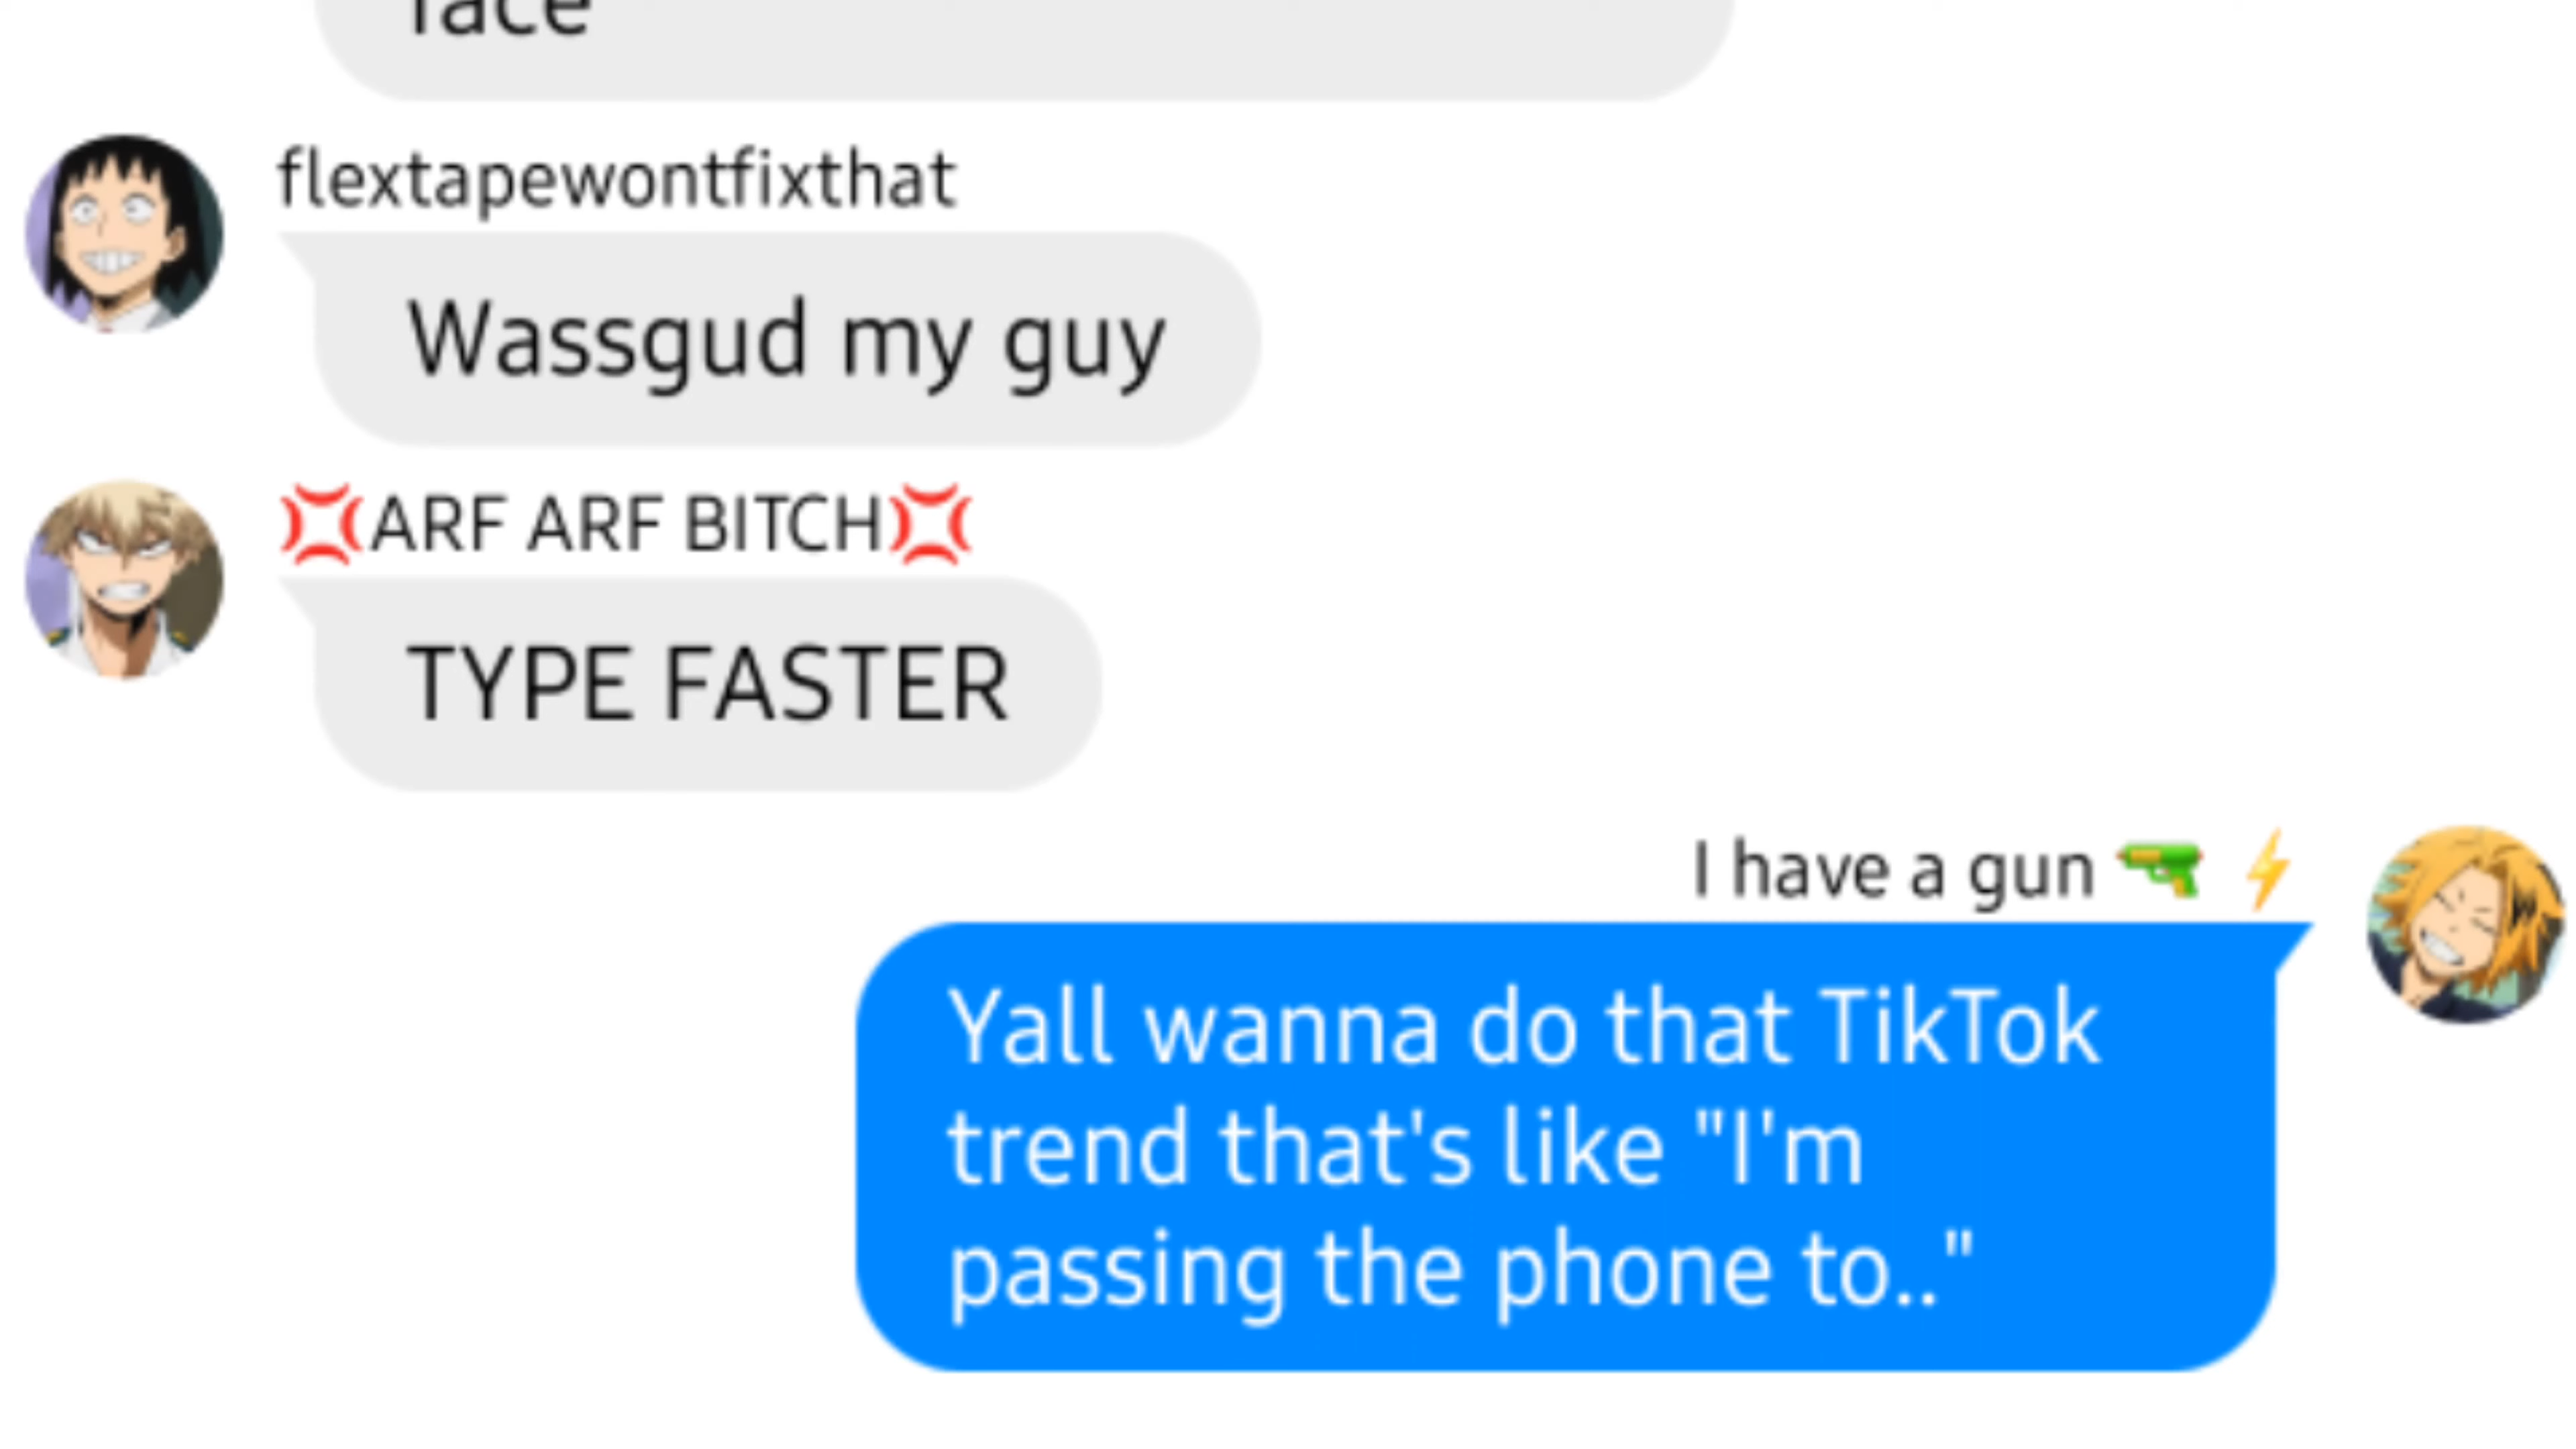 face
flextapewontfixthat
Wassgud my guy
💢ARF ARF BITCH💢
TYPE FASTER
I have a gun 🔫 ⚡
Yall wanna do that TikTok
trend that's like "I'm
passing the phone to.."